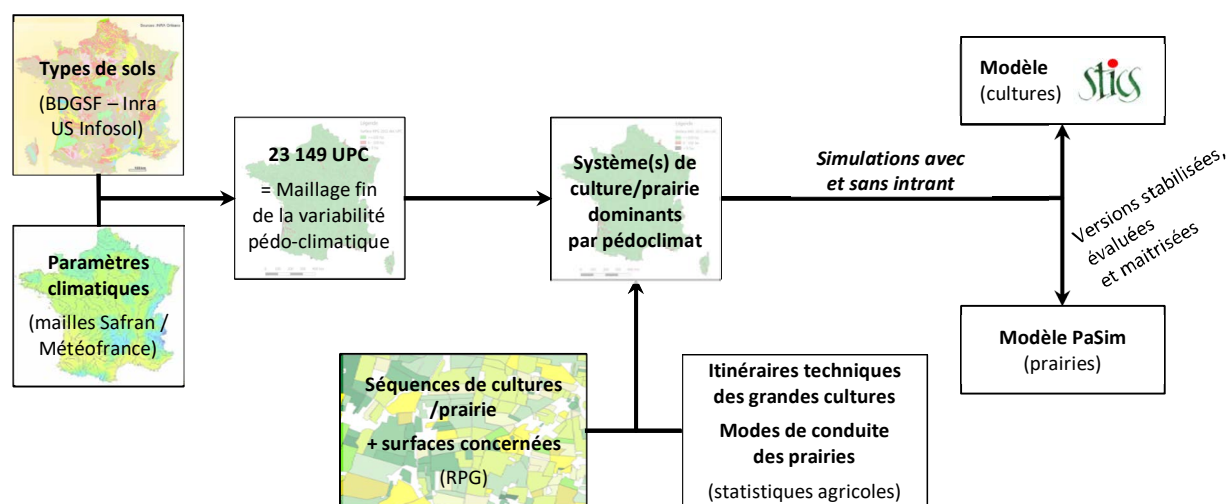 Types de sols
(BDGSF – Inra
US Infosol)
Paramètres
climatiques
(mailles Safran /
Météofrance)
23 149 UPC
= Maillage fin
de la variabilité
pédo-climatique
Système(s) de
culture/prairie
dominants
par pédoclimat
Séquences de cultures
/prairie
+ surfaces concernées
(RPG)
Itinéraires techniques
des grandes cultures
Modes de conduite
des prairies
(statistiques agricoles)
Simulations avec
et sans intrant
Modèle
(cultures)
stics
Versions stabilisées,
évaluées
et maitrisées
Modèle PaSim
(prairies)